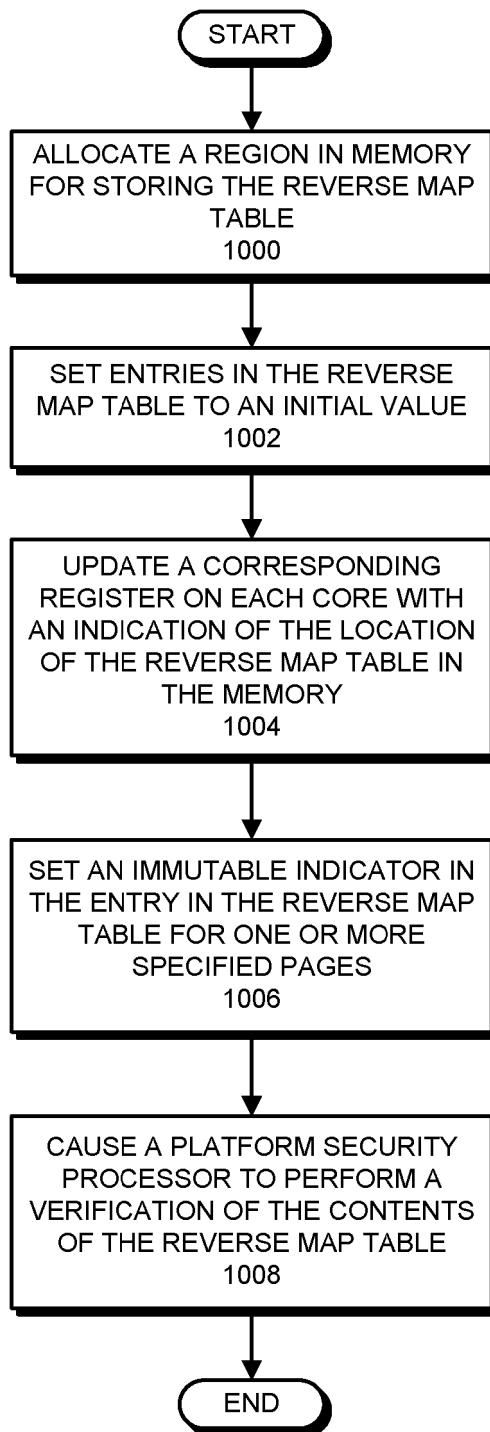 START
ALLOCATE A REGION IN MEMORY
FOR STORING THE REVERSE MAP
TABLE
1000
SET ENTRIES IN THE REVERSE
MAP TABLE TO AN INITIAL VALUE
1002
UPDATE A CORRESPONDING
REGISTER ON EACH CORE WITH
AN INDICATION OF THE LOCATION
OF THE REVERSE MAP TABLE IN
THE MEMORY
1004
SET AN IMMUTABLE INDICATOR IN
THE ENTRY IN THE REVERSE MAP
TABLE FOR ONE OR MORE
SPECIFIED PAGES
1006
CAUSE A PLATFORM SECURITY
PROCESSOR TO PERFORM A
VERIFICATION OF THE CONTENTS
OF THE REVERSE MAP TABLE
1008
END